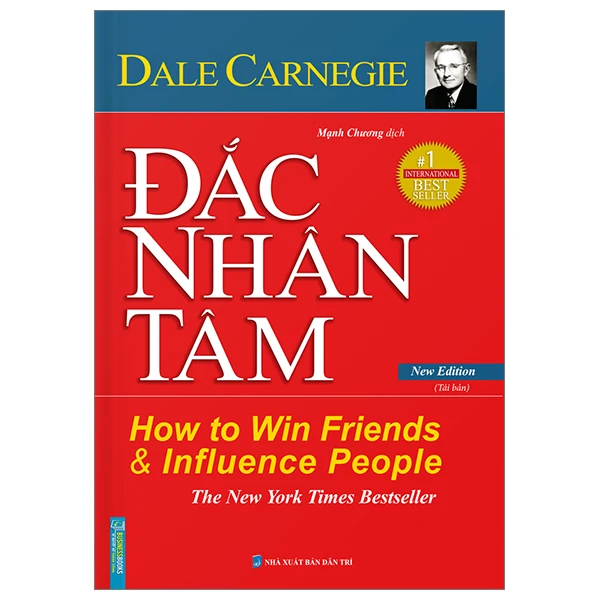 DALE CARNEGIE
Mạnh Chương dịch
#1
INTERNATIONAL
BEST
SELLER
ĐẮC
NHÂN
TÂM
New Edition
(Tái bản)
How to Win Friends
& Influence People
The New York Times Bestseller
BUSINESSBOOKS
NHÀ XUẤT BẢN DÂN TRÍ